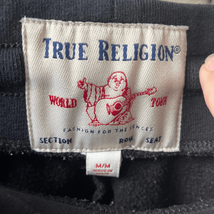 TRUE RELIGION®
WORLD TOUR
FASHION FOR THE SENSES
SECTION ROW SEAT
M/M